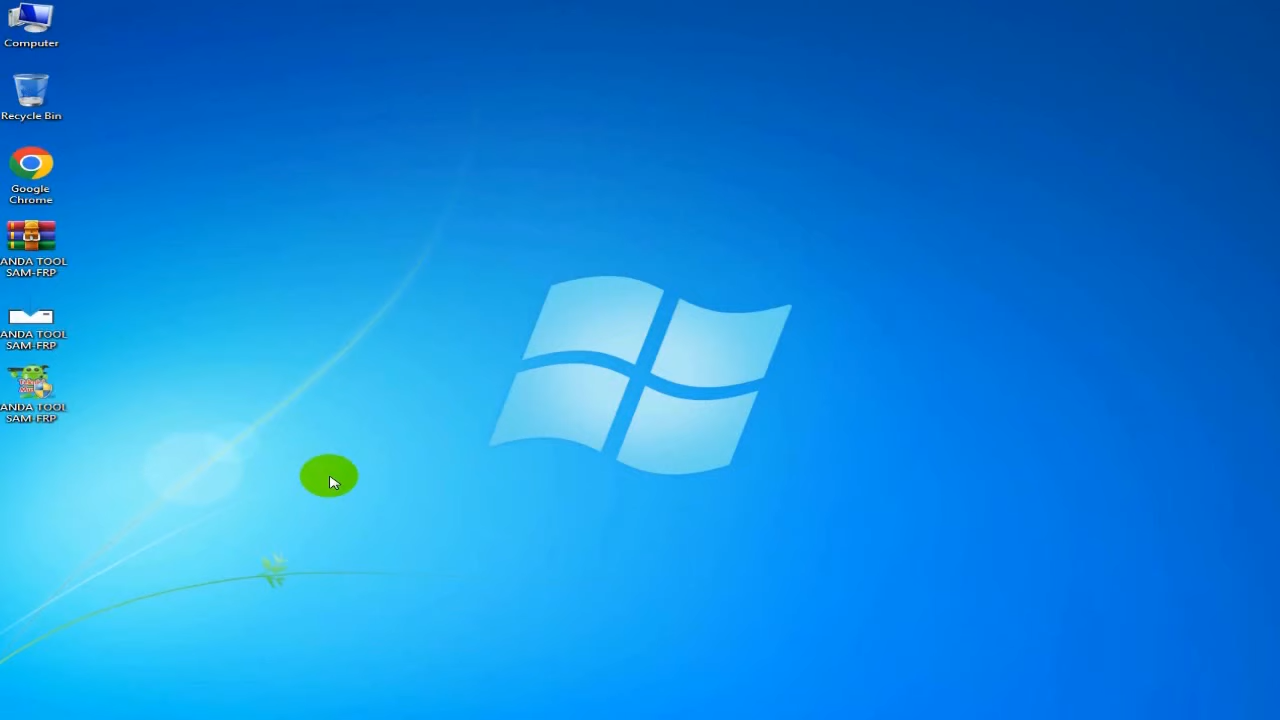 Computer
Recycle Bin
Google
Chrome
ANDA TOOL
SAM-FRP
ANDA TOOL
SAM-FRP
ANDA TOOL
SAM-FRP